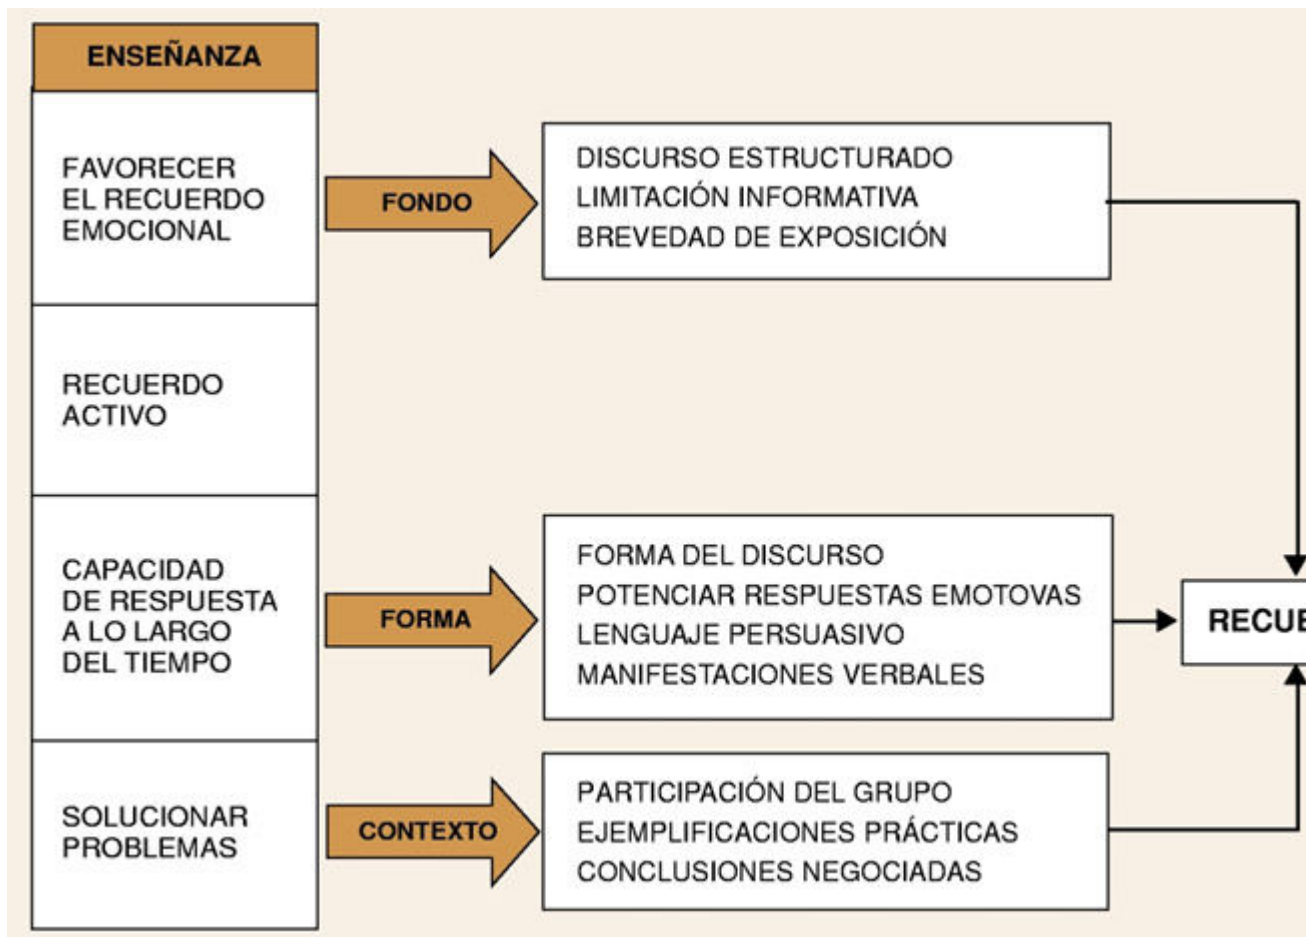 ENSEÑANZA
FAVORECER
EL RECUERDO
EMOCIONAL
FONDO
DISCURSO ESTRUCTURADO
LIMITACIÓN INFORMATIVA
BREVEDAD DE EXPOSICIÓN
RECUERDO
ACTIVO
CAPACIDAD
DE RESPUESTA
A LO LARGO
DEL TIEMPO
FORMA
FORMA DEL DISCURSO
POTENCIAR RESPUESTAS EMOTOVAS
LENGUAJE PERSUASIVO
MANIFESTACIONES VERBALES
SOLUCIONAR
PROBLEMAS
CONTEXTO
PARTICIPACIÓN DEL GRUPO
EJEMPLIFICACIONES PRÁCTICAS
CONCLUSIONES NEGOCIADAS